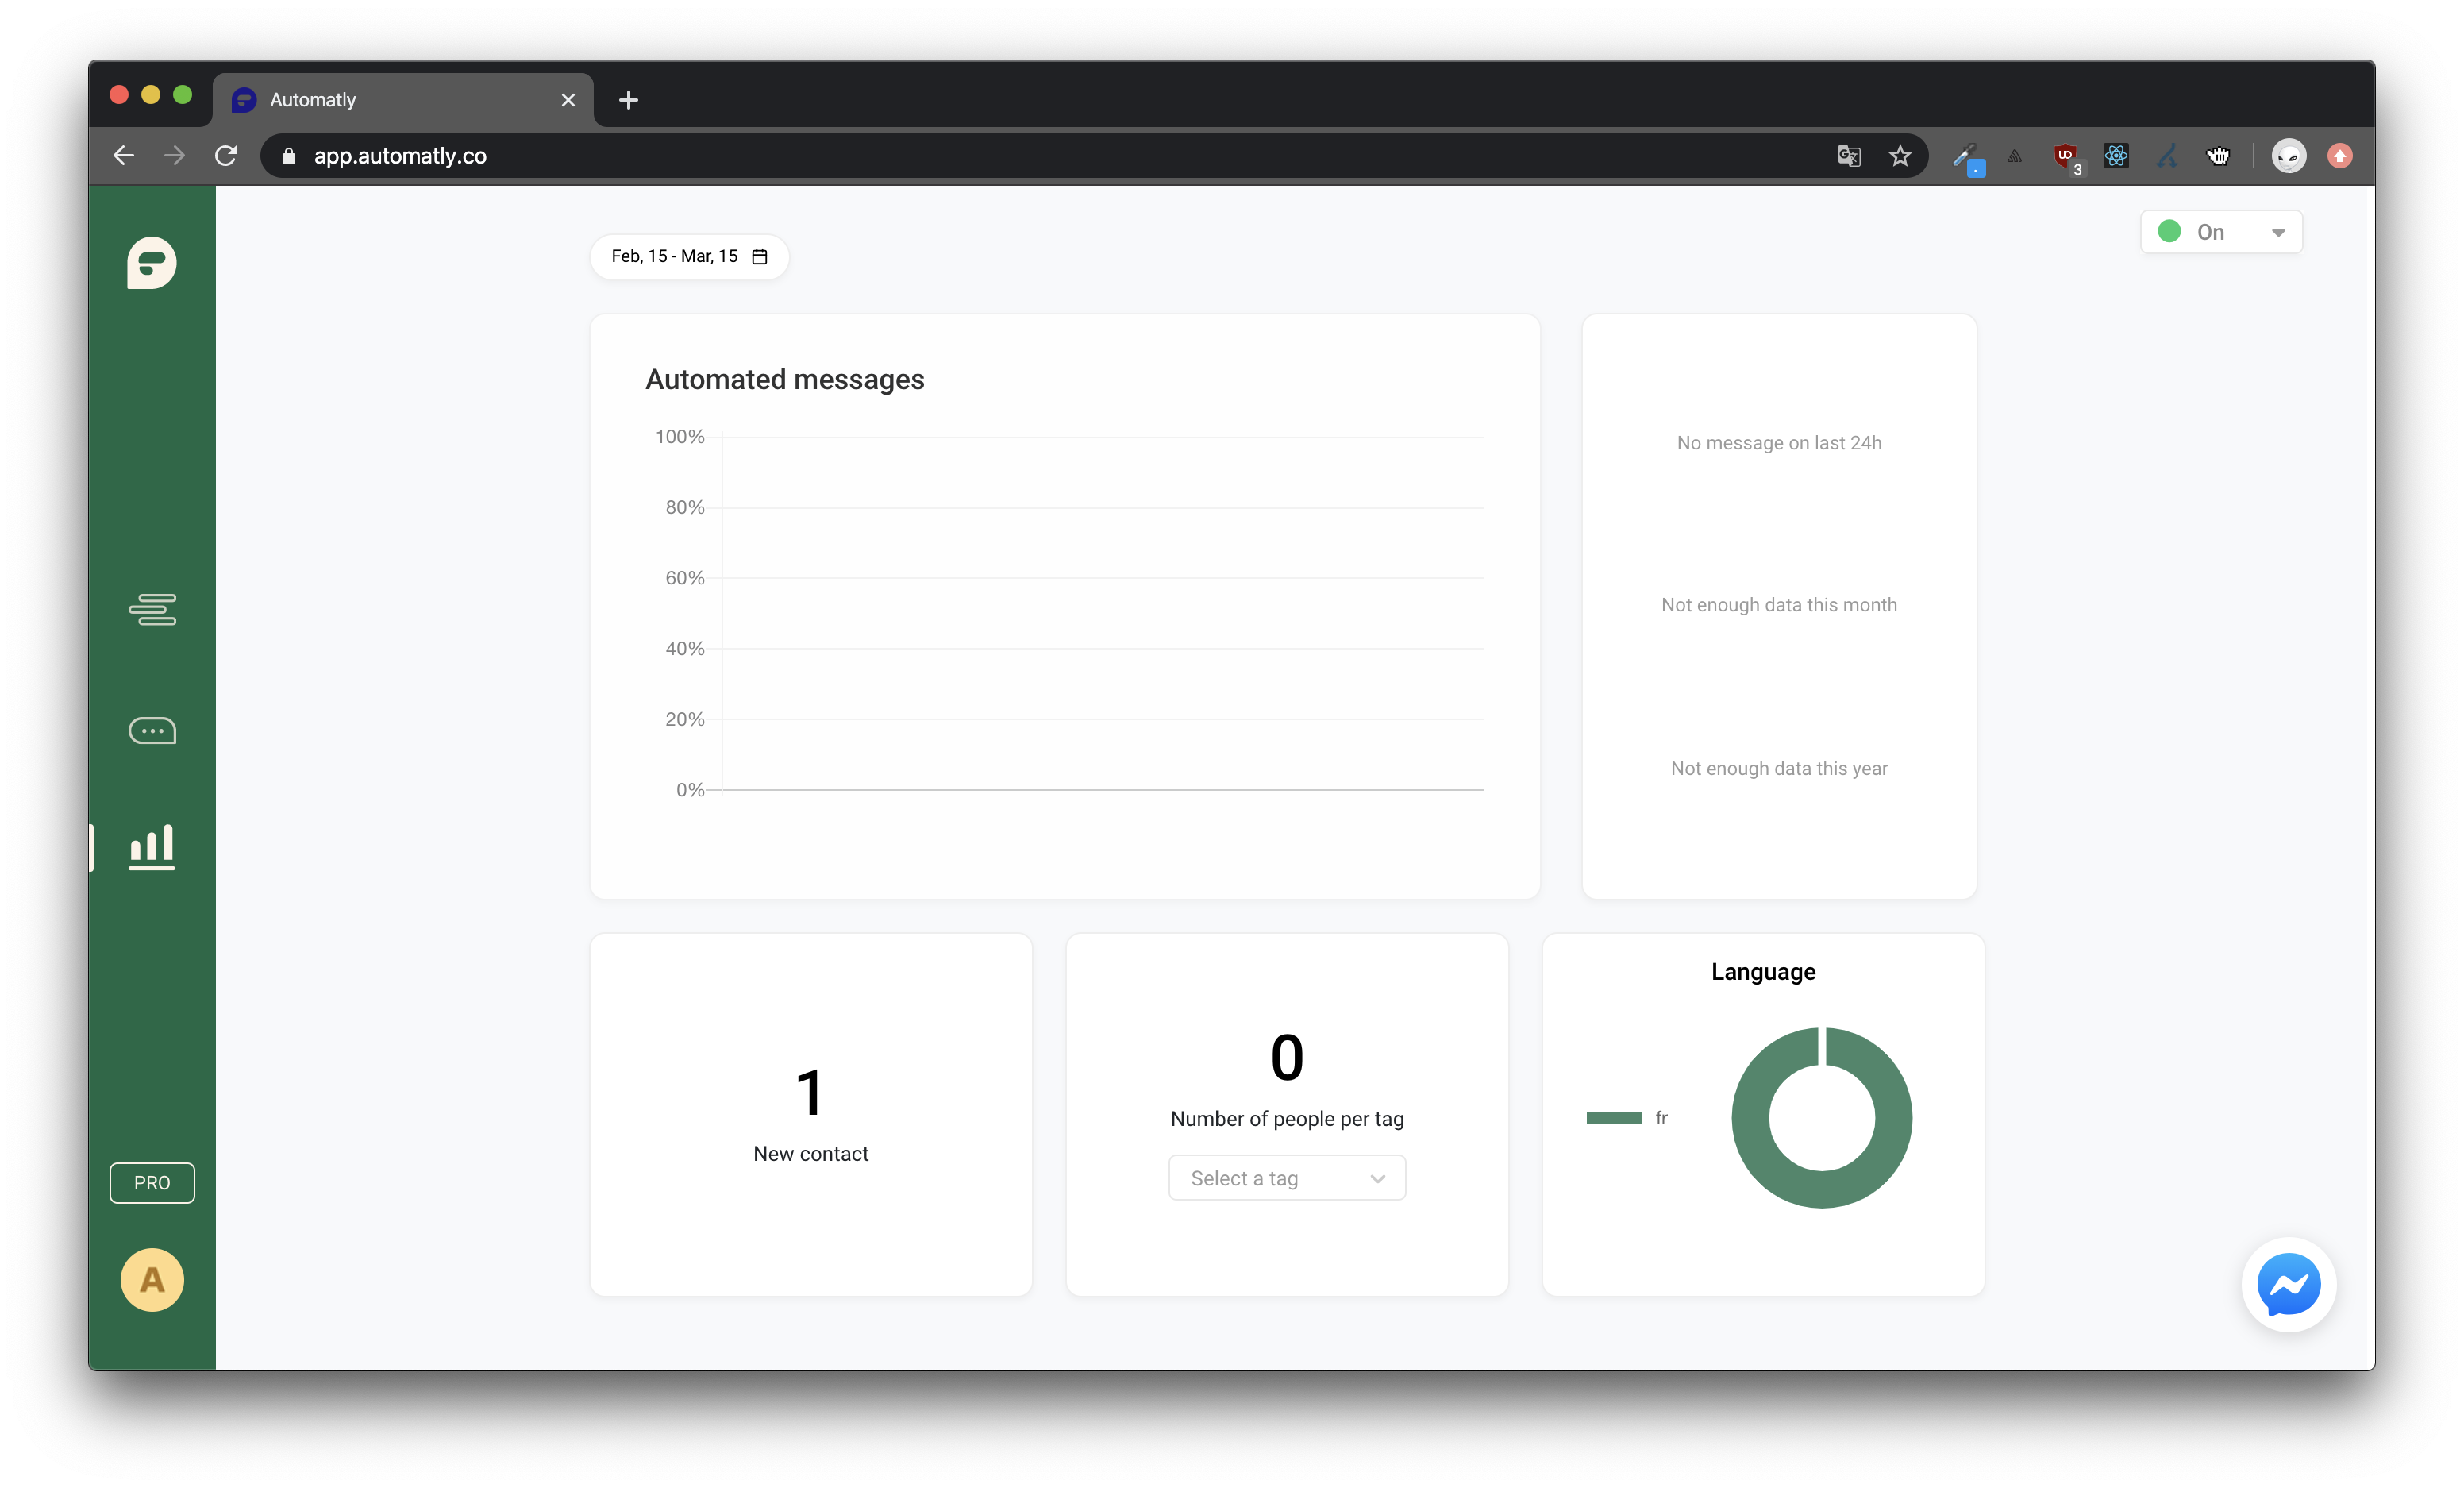 Automatly
app.automatly.co
3
On
Feb, 15 - Mar, 15
Automated messages
100%
80%
60%
40%
20%
0%
No message on last 24h
Not enough data this month
Not enough data this year
1
New contact
0
Number of people per tag
Select a tag
Language
fr
PRO
A